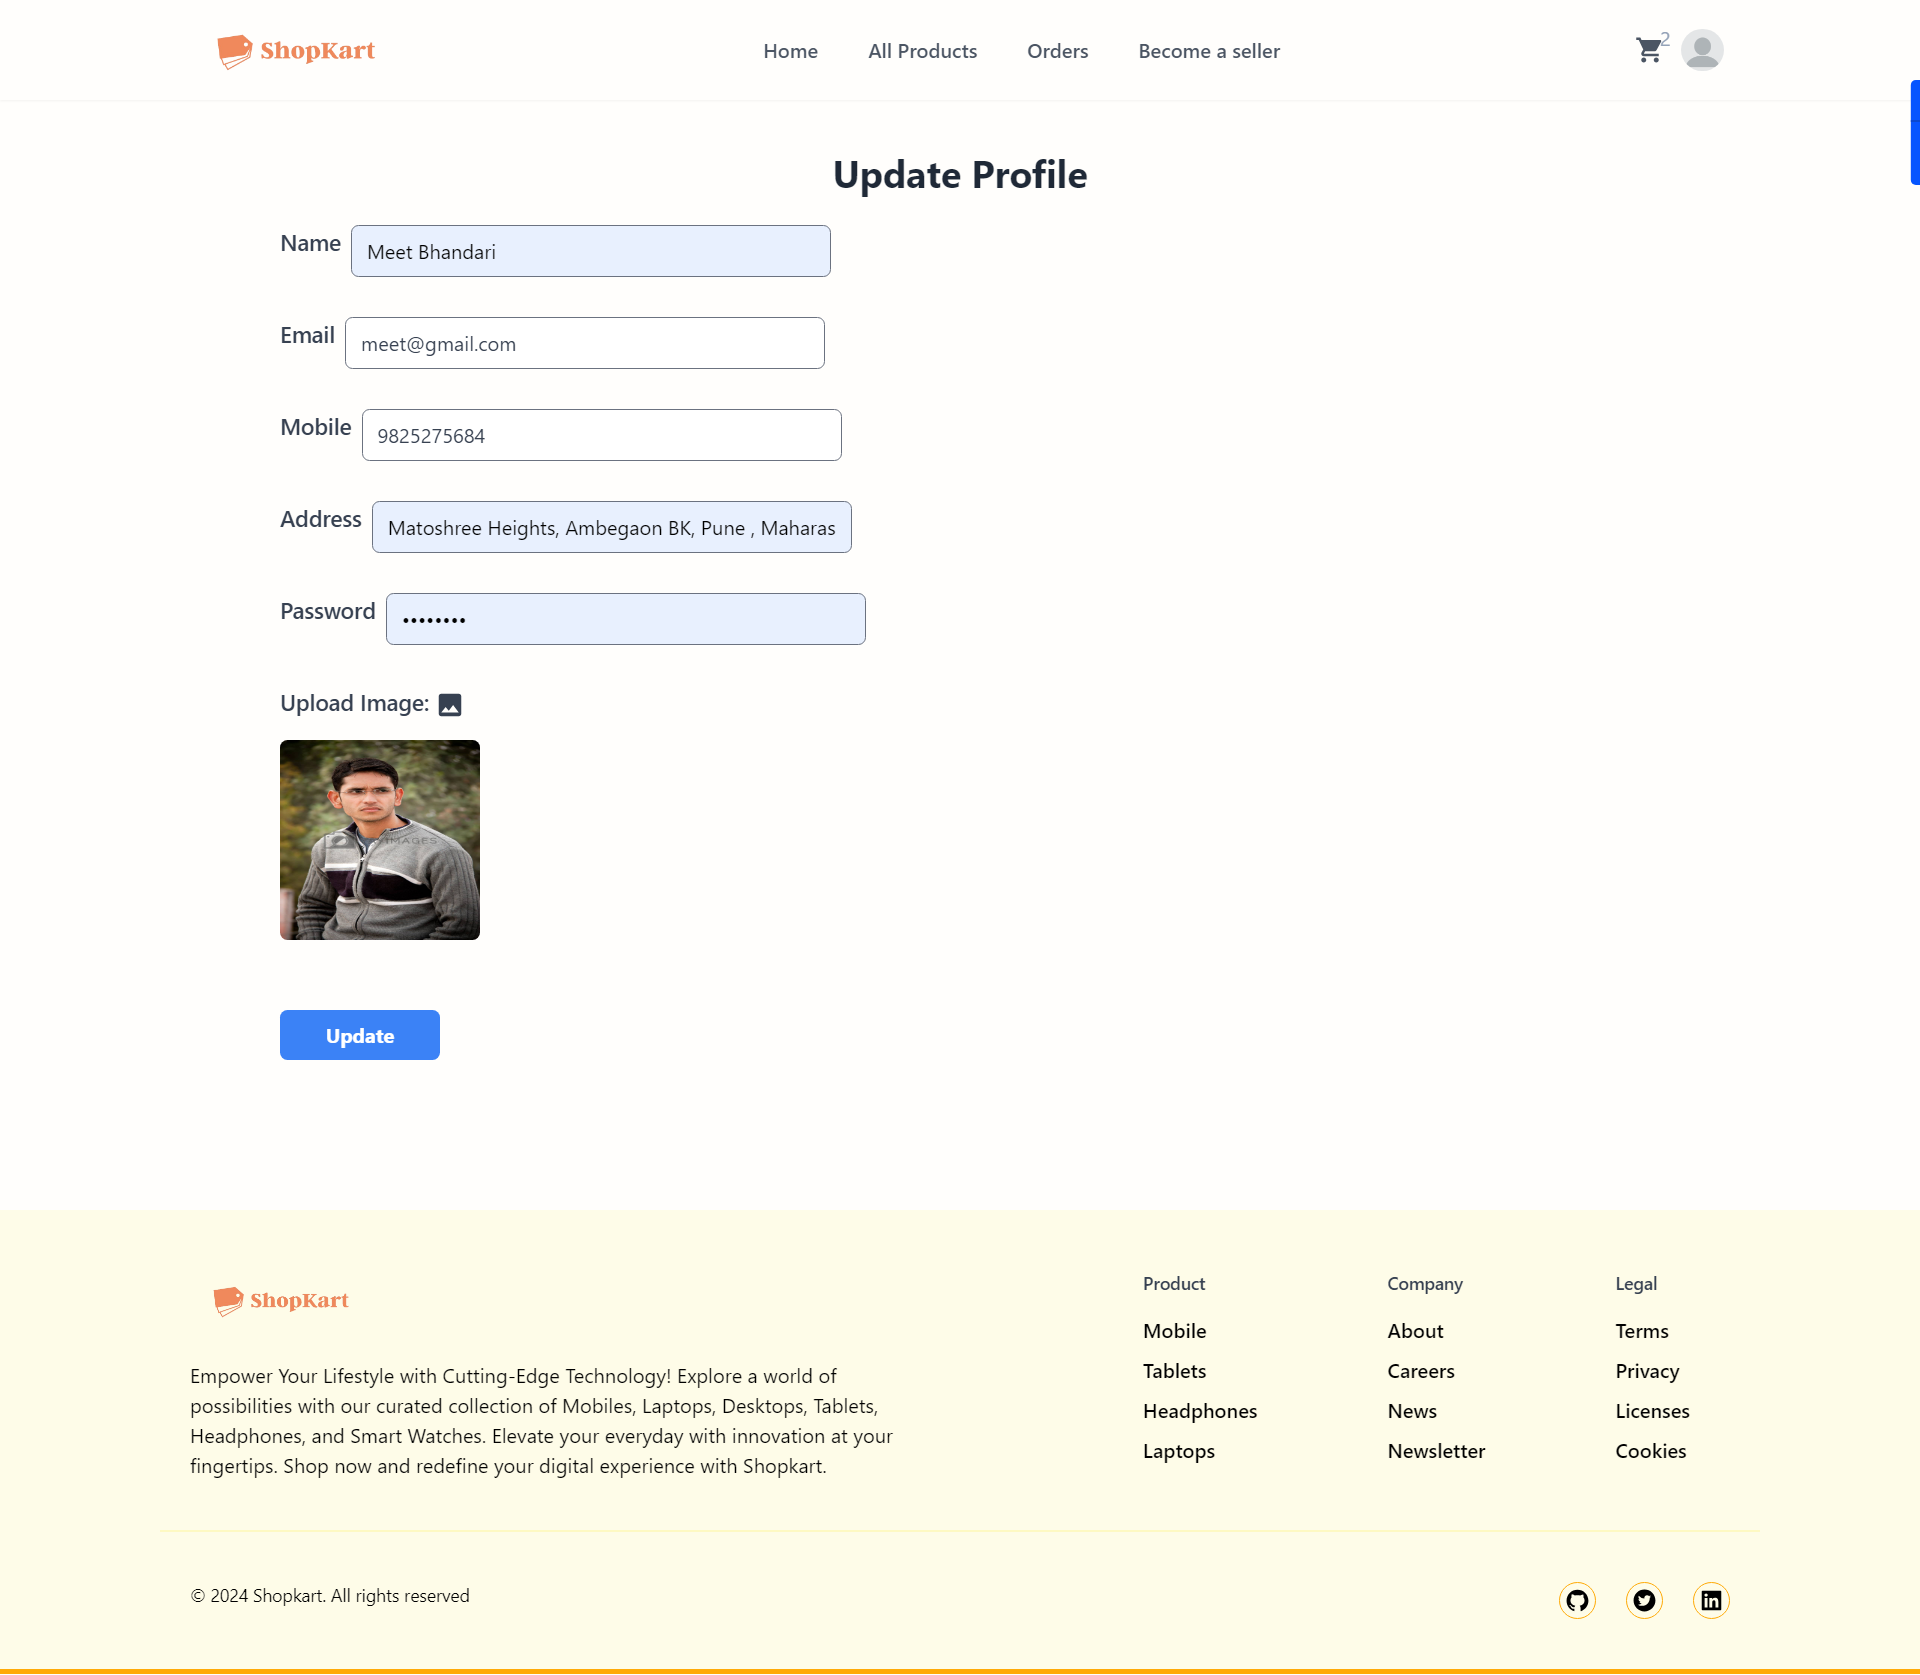 ShopKart
Home
All Products
Orders
Become a seller
2
Update Profile
Name
Meet Bhandari
Email
meet@gmail.com
Mobile
9825275684
Address
Matoshree Heights, Ambegaon BK, Pune , Maharas
Password
••••••••
Upload Image:
IMAGES
Update
ShopKart
Empower Your Lifestyle with Cutting-Edge Technology! Explore a world of
possibilities with our curated collection of Mobiles, Laptops, Desktops, Tablets,
Headphones, and Smart Watches. Elevate your everyday with innovation at your
fingertips. Shop now and redefine your digital experience with Shopkart.
Product
Mobile
Tablets
Headphones
Laptops
Company
About
Careers
News
Newsletter
Legal
Terms
Privacy
Licenses
Cookies
© 2024 Shopkart. All rights reserved